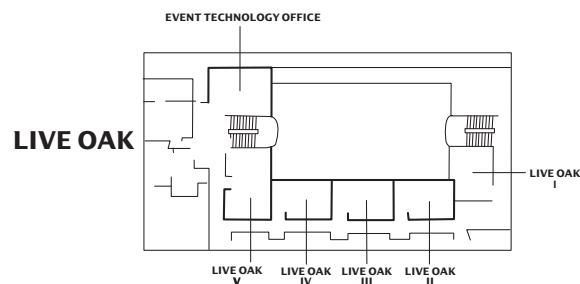 EVENT TECHNOLOGY OFFICE
LIVE OAK
LIVE OAK
I
LIVE OAK
V
LIVE OAK
IV
LIVE OAK
III
LIVE OAK
II